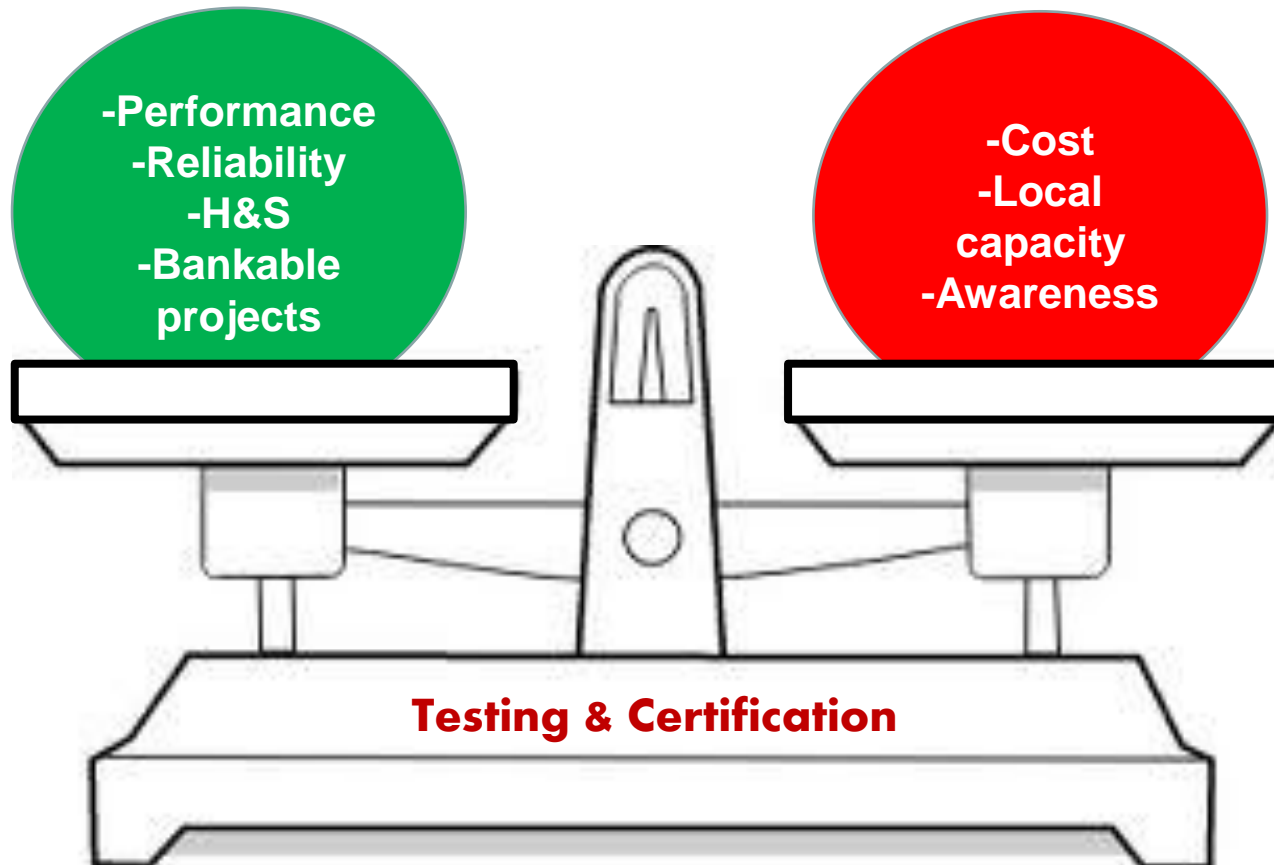 -Performance
-Reliability
-H&S
-Bankable
projects
-Cost
-Local
capacity
-Awareness
Testing & Certification